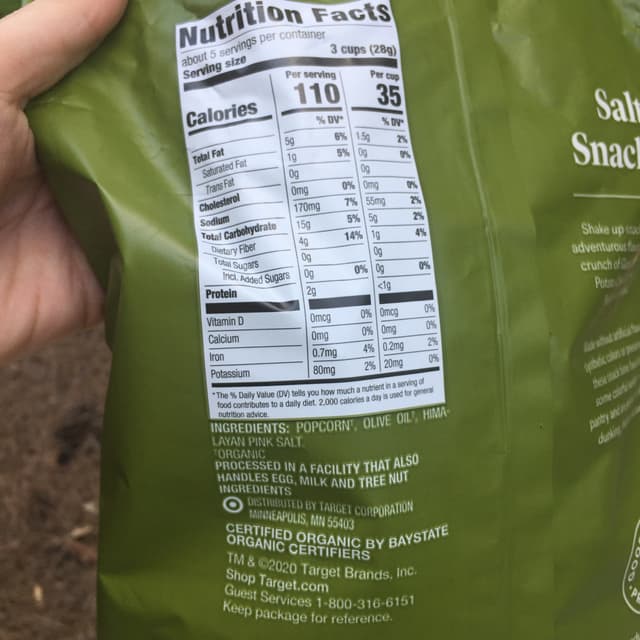 Nutrition Facts
about 5 servings per container
Serving size 3 cups (28g)
Per serving Per cup
Calories 110 35
% DV* % DV*
Total Fat 5g 6% 1.5g 2%
Saturated Fat 1g 5% 0g 0%
Trans Fat 0g 0g
Cholesterol 0mg 0% 0mg 0%
Sodium 170mg 7% 55mg 2%
Total Carbohydrate 15g 5% 5g 2%
Dietary Fiber 4g 14% 1g 4%
Total Sugars 0g 0g
Incl. Added Sugars 0g 0% 0g 0%
Protein 2g <1g
Vitamin D 0mcg 0% 0mcg 0%
Calcium 0mg 0% 0mg 0%
Iron 0.7mg 4% 0.2mg 2%
Potassium 80mg 2% 20mg 0%
*The % Daily Value (DV) tells you how much a nutrient in a serving of
food contributes to a daily diet. 2,000 calories a day is used for general
nutrition advice.
INGREDIENTS: POPCORN†, OLIVE OIL†, HIMA-
LAYAN PINK SALT.
†ORGANIC
PROCESSED IN A FACILITY THAT ALSO
HANDLES EGG, MILK AND TREE NUT
INGREDIENTS
DISTRIBUTED BY TARGET CORPORATION
MINNEAPOLIS, MN 55403
CERTIFIED ORGANIC BY BAYSTATE
ORGANIC CERTIFIERS
TM & ©2020 Target Brands, Inc.
Shop Target.com
Guest Services 1-800-316-6151
Keep package for reference.
Salt
Snac
Shake up
adventurous
crunch of